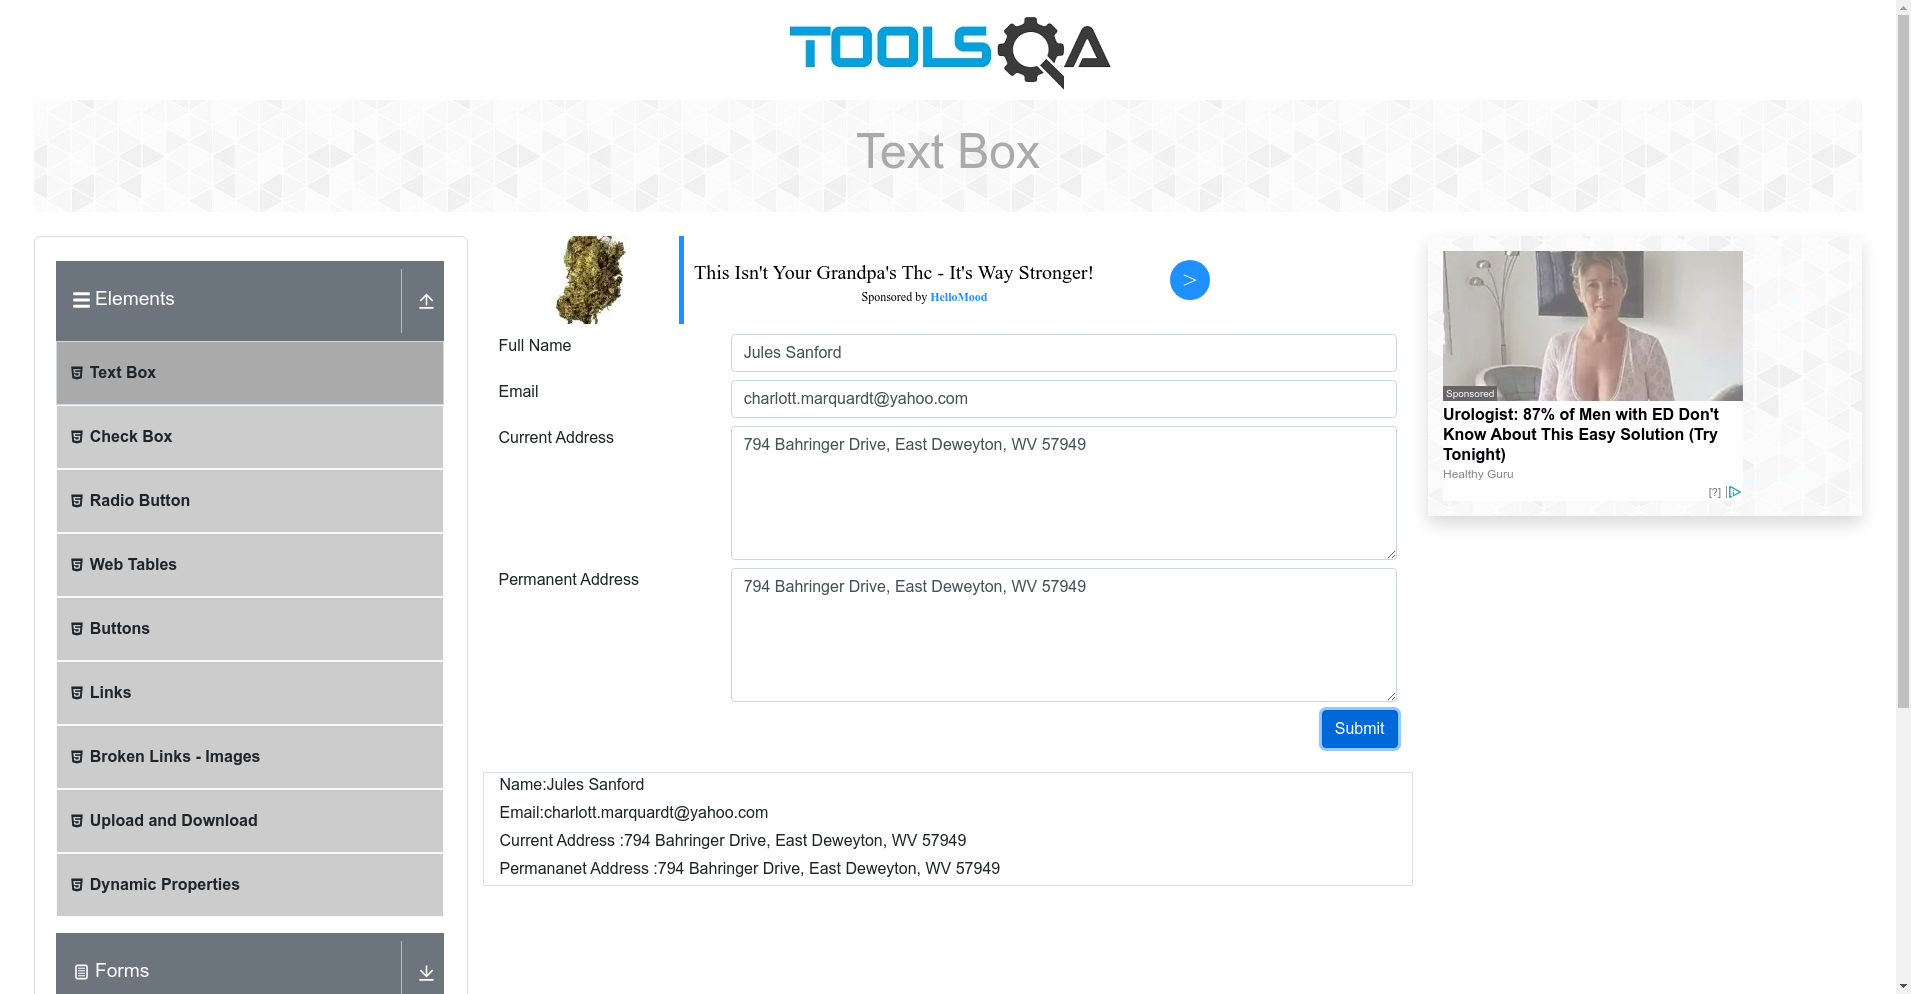 TOOLSQA
Text Box
Elements
Text Box
Check Box
Radio Button
Web Tables
Buttons
Links
Broken Links - Images
Upload and Download
Dynamic Properties
Forms
This Isn't Your Grandpa's Thc - It's Way Stronger!
Sponsored by HelloMood
>
Full Name
Jules Sanford
Email
charlott.marquardt@yahoo.com
Current Address
794 Bahringer Drive, East Deweyton, WV 57949
Permanent Address
794 Bahringer Drive, East Deweyton, WV 57949
Submit
Name:Jules Sanford
Email:charlott.marquardt@yahoo.com
Current Address :794 Bahringer Drive, East Deweyton, WV 57949
Permananet Address :794 Bahringer Drive, East Deweyton, WV 57949
Sponsored
Urologist: 87% of Men with ED Don't
Know About This Easy Solution (Try
Tonight)
Healthy Guru
[?]